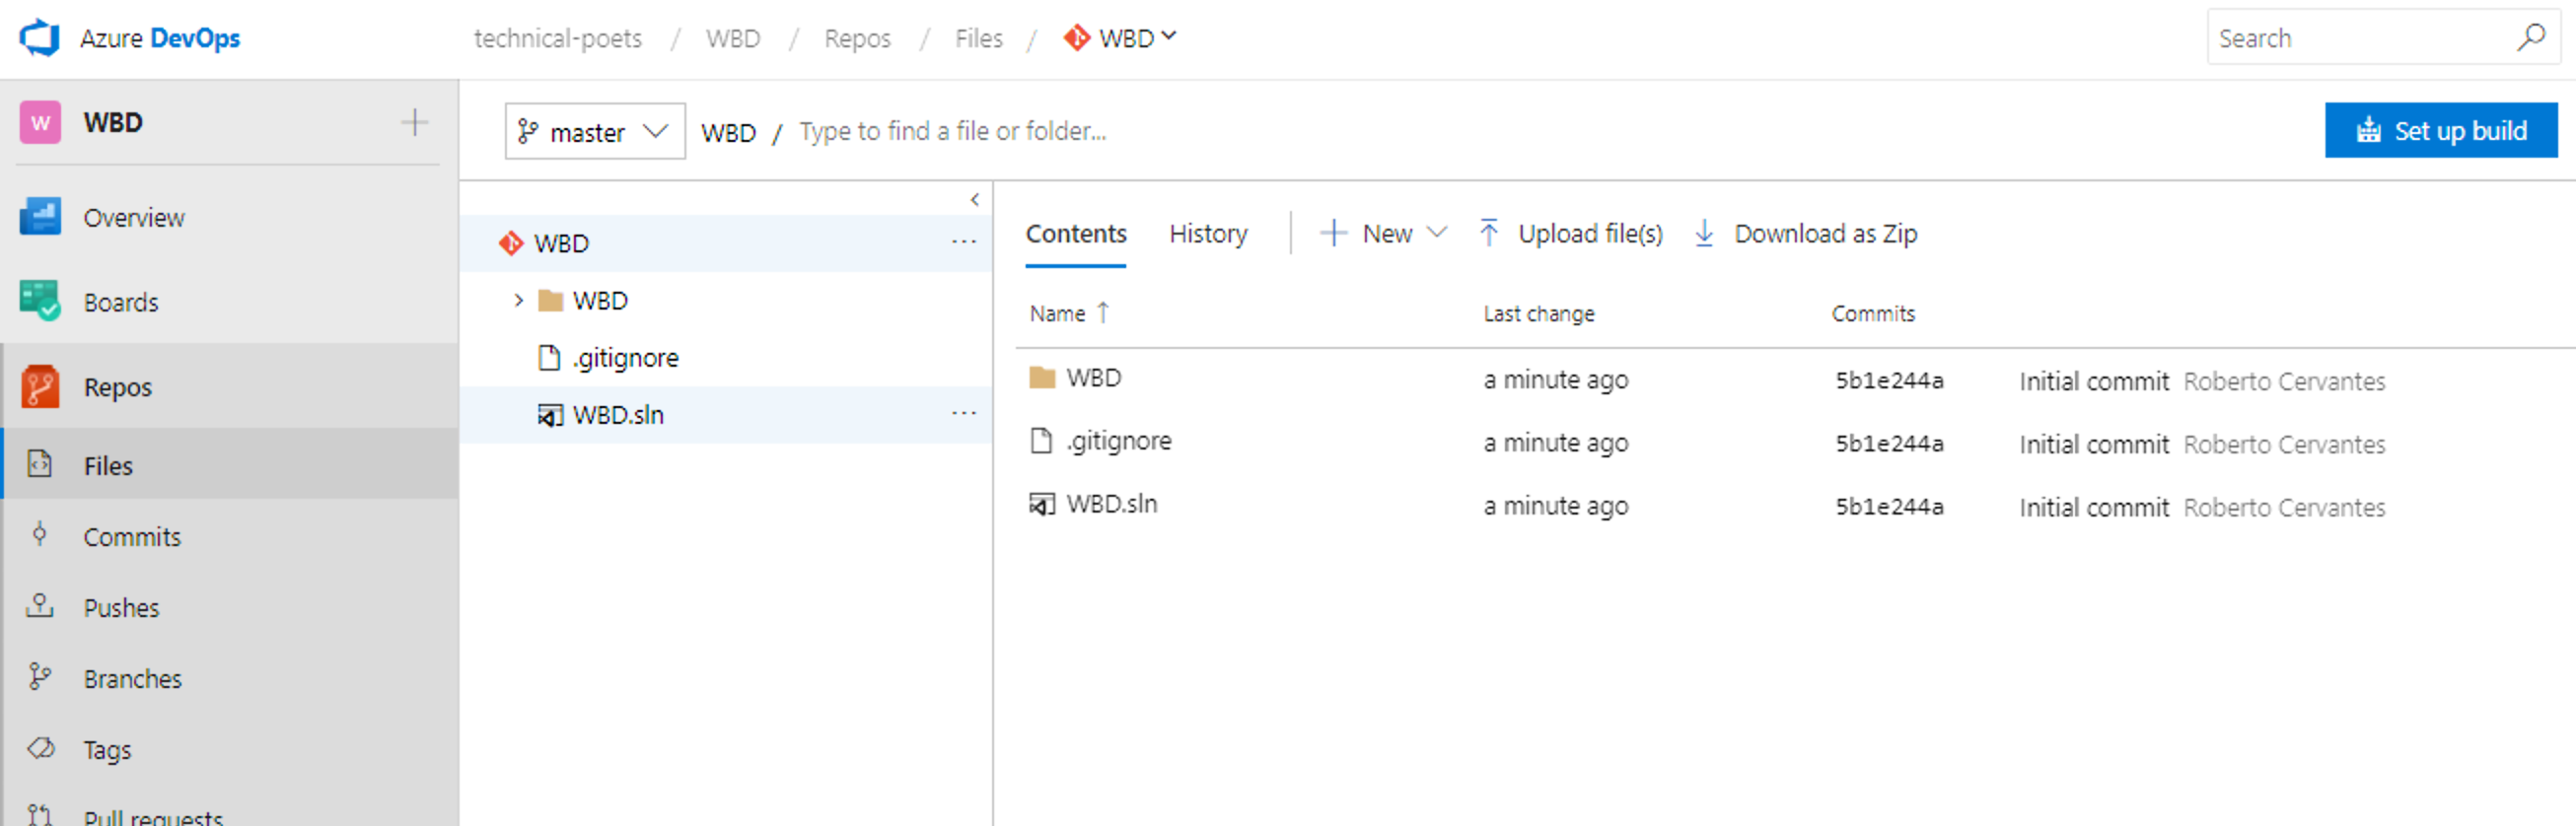 Azure DevOps technical-poets / WBD / Repos / Files / WBD Search
W WBD
master WBD / Type to find a file or folder... Set up build
Overview
Boards
Repos
Files
Commits
Pushes
Branches
Tags
Pull requests
WBD
WBD
.gitignore
WBD.sln
Contents History New Upload file(s) Download as Zip
Name Last change Commits
WBD a minute ago 5b1e244a Initial commit Roberto Cervantes
.gitignore a minute ago 5b1e244a Initial commit Roberto Cervantes
WBD.sln a minute ago 5b1e244a Initial commit Roberto Cervantes